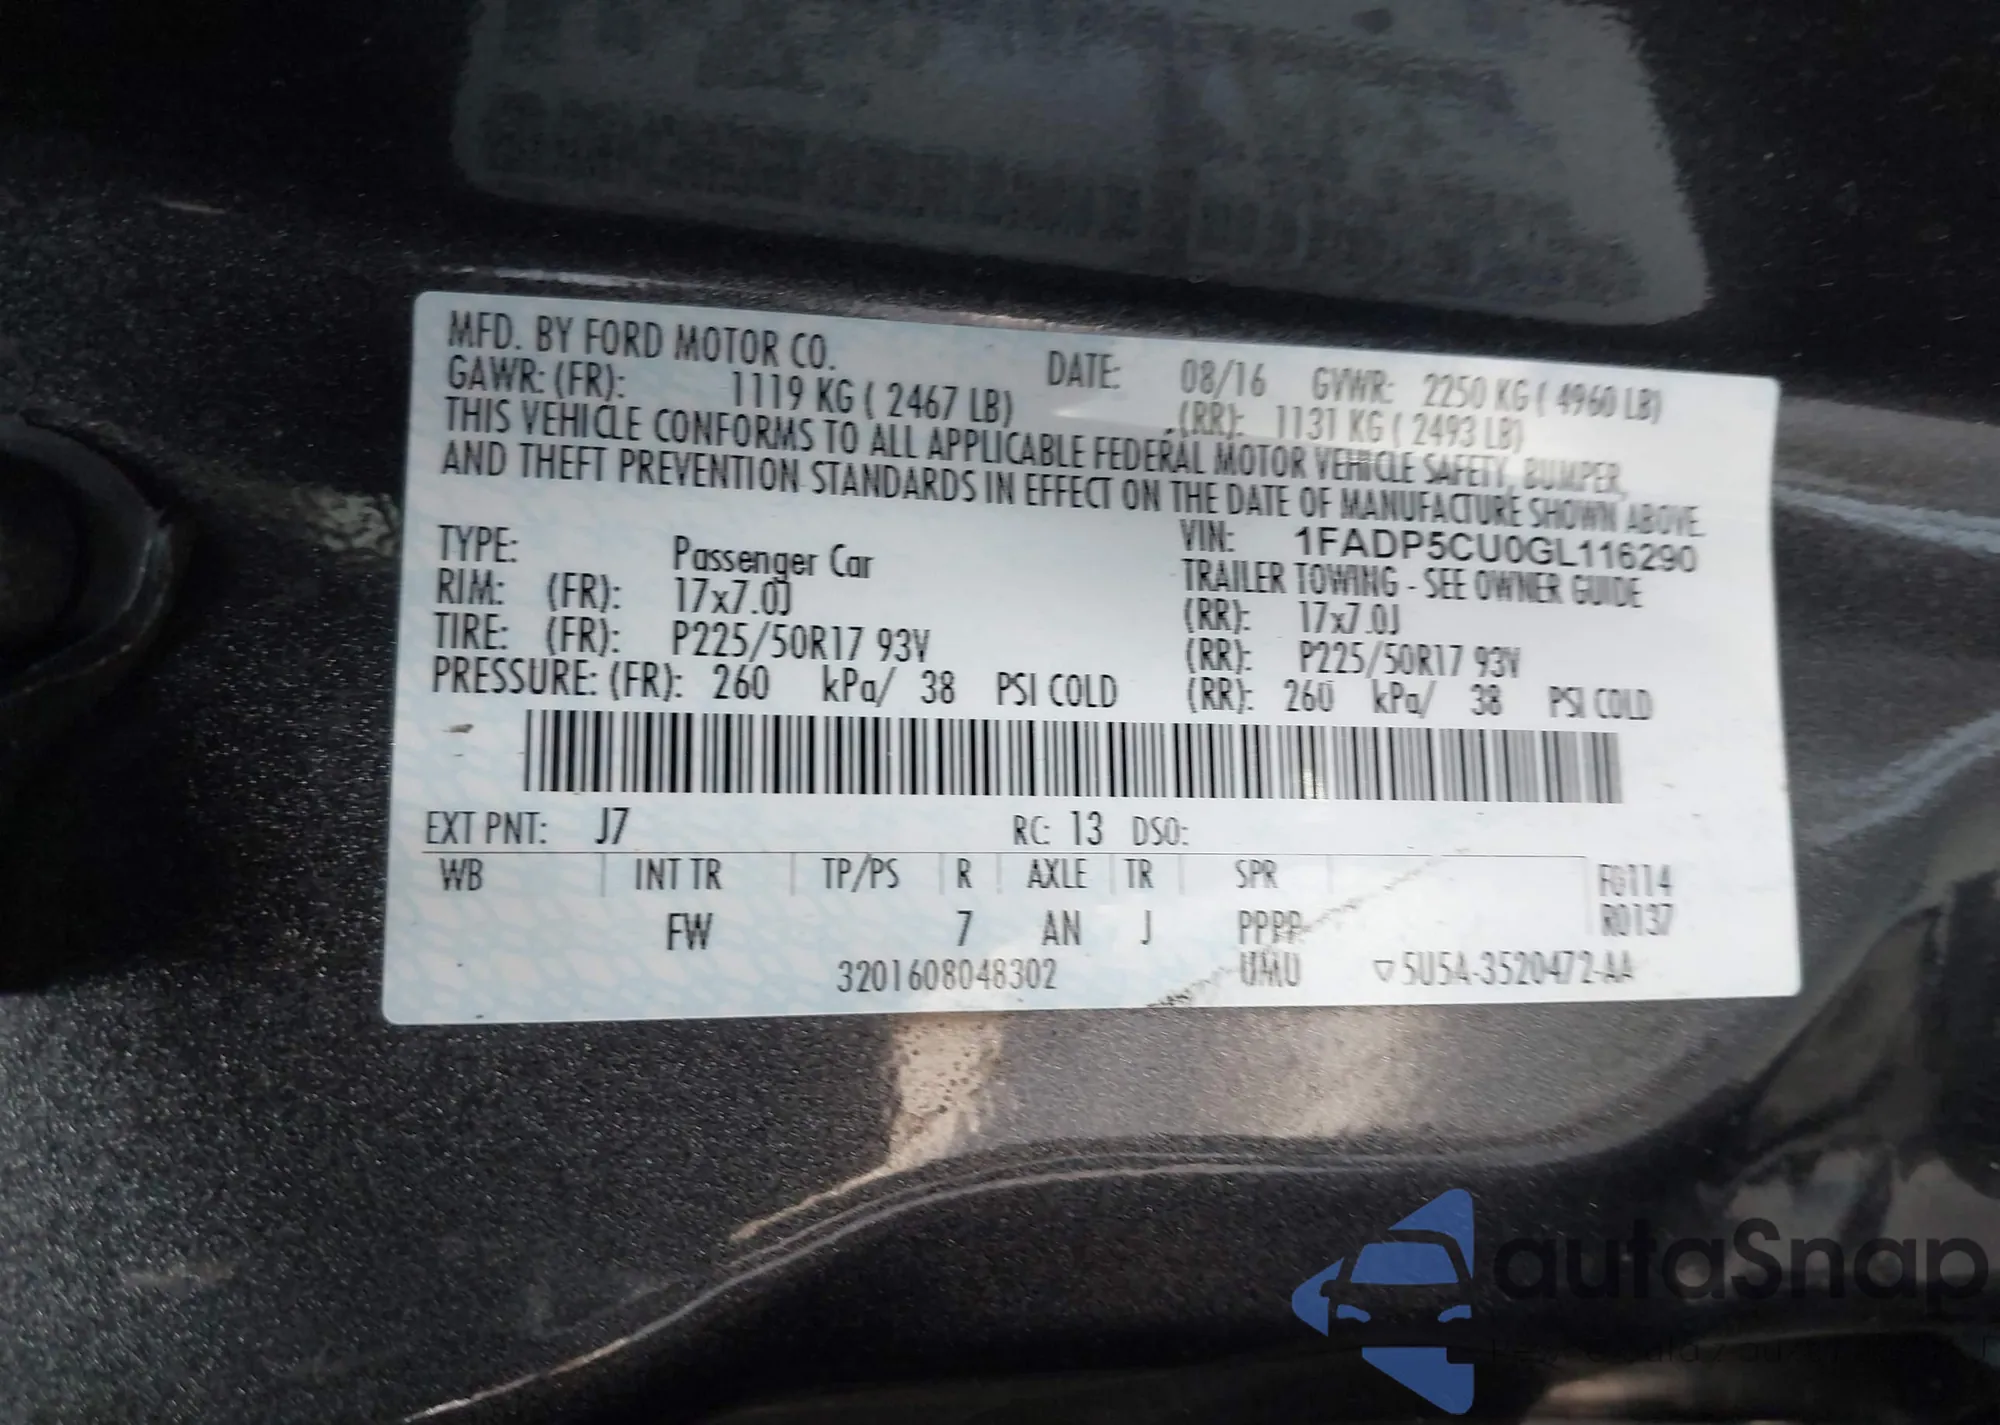 MFD. BY FORD MOTOR CO. DATE: 08/16 GVWR: 2250 KG ( 4960 LB)
GAWR: (FR): 1119 KG ( 2467 LB) (RR): 1131 KG ( 2493 LB)
THIS VEHICLE CONFORMS TO ALL APPLICABLE FEDERAL MOTOR VEHICLE SAFETY, BUMPER,
AND THEFT PREVENTION STANDARDS IN EFFECT ON THE DATE OF MANUFACTURE SHOWN ABOVE.
VIN: 1FADP5CU0GL116290
TYPE: Passenger Car TRAILER TOWING - SEE OWNER GUIDE
RIM: (FR): 17x7.0J (RR): 17x7.0J
TIRE: (FR): P225/50R17 93V (RR): P225/50R17 93V
PRESSURE: (FR): 260 kPa/ 38 PSI COLD (RR): 260 kPa/ 38 PSI COLD
EXT PNT: J7 RC: 13 DSO:
WB INT TR TP/PS R AXLE TR SPR F0114
FW 7 AN J PPPP R0137
3201608048302 UMU ▽5U5A-3520472-AA
autaSnap